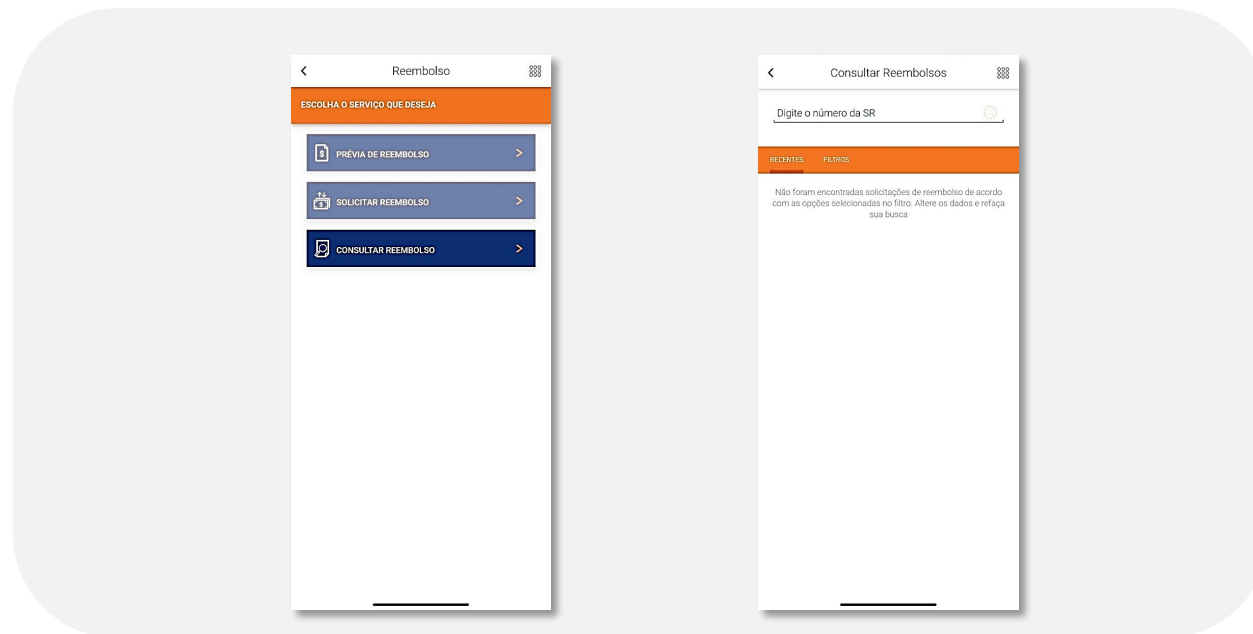 Reembolso
ESCOLHA O SERVIÇO QUE DESEJA
PRÉVIA DE REEMBOLSO
SOLICITAR REEMBOLSO
CONSULTAR REEMBOLSO
Consultar Reembolsos
Digite o número da SR
RECENTES FILTROS
Não foram encontradas solicitações de reembolso de acordo
com as opções selecionadas no filtro. Altere os dados e refaça
sua busca